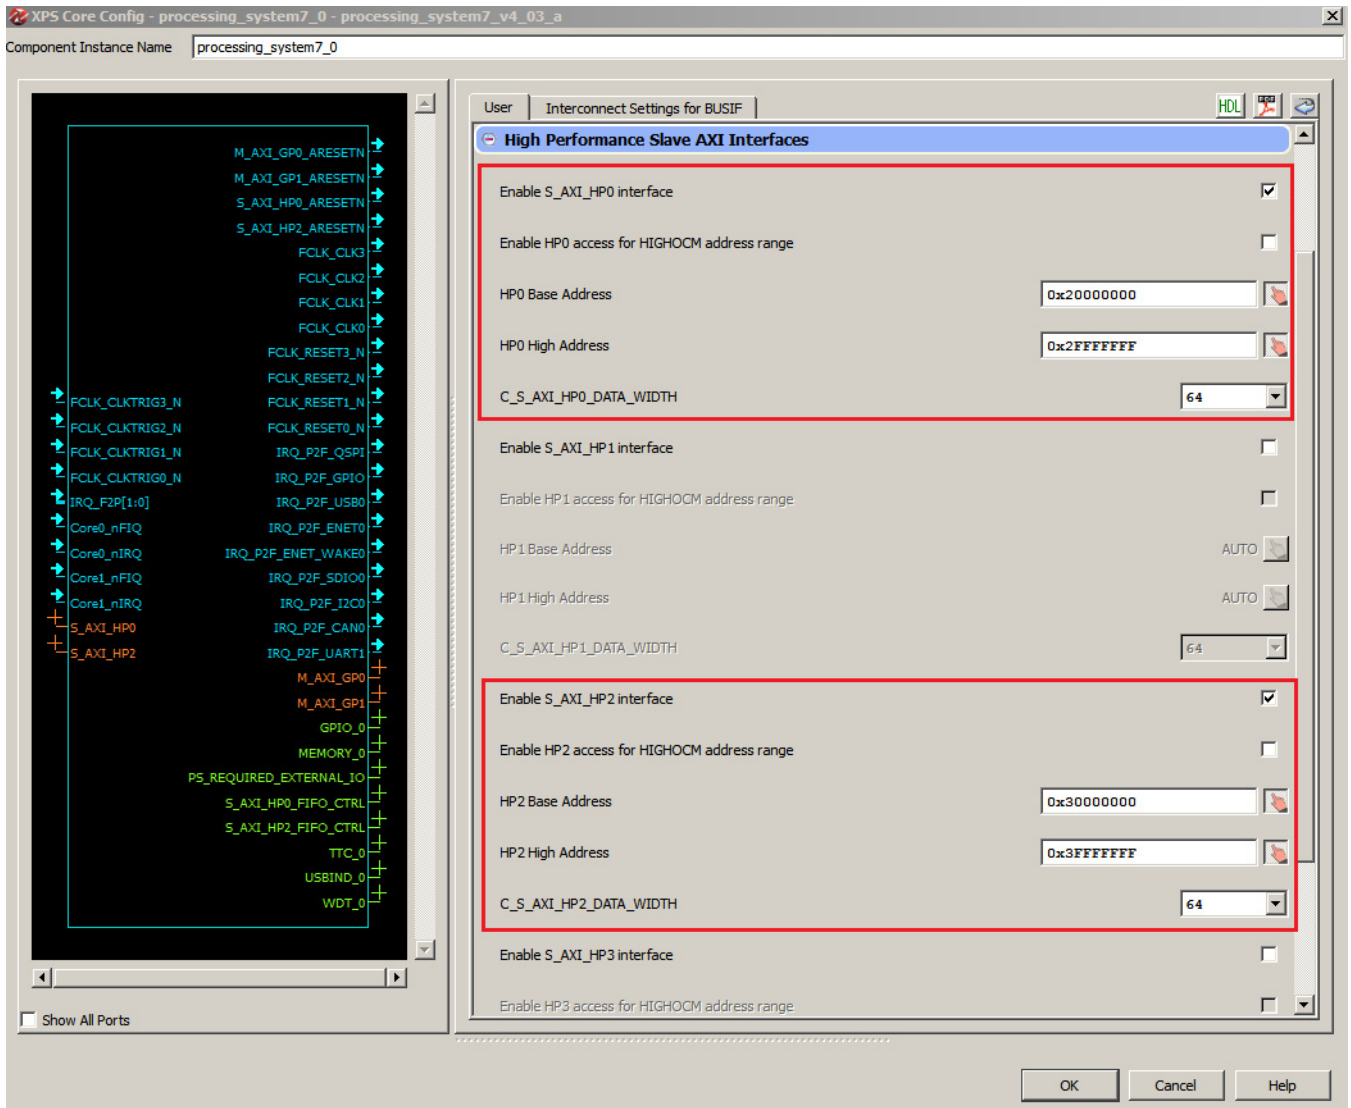 XPS Core Config - processing_system7_0 - processing_system7_v4_03_a
Component Instance Name processing_system7_0
M_AXI_GP0_ARESETN
M_AXI_GP1_ARESETN
S_AXI_HP0_ARESETN
S_AXI_HP2_ARESETN
FCLK_CLK3
FCLK_CLK2
FCLK_CLK1
FCLK_CLK0
FCLK_RESET3_N
FCLK_RESET2_N
FCLK_CLKTRIG3_N FCLK_RESET1_N
FCLK_CLKTRIG2_N FCLK_RESET0_N
FCLK_CLKTRIG1_N IRQ_P2F_QSPI
FCLK_CLKTRIG0_N IRQ_P2F_GPIO
IRQ_F2P[1:0] IRQ_P2F_USB0
Core0_nFIQ IRQ_P2F_ENET0
Core0_nIRQ IRQ_P2F_ENET_WAKE0
Core1_nFIQ IRQ_P2F_SDIO0
Core1_nIRQ IRQ_P2F_I2C0
S_AXI_HP0 IRQ_P2F_CAN0
S_AXI_HP2 IRQ_P2F_UART1
M_AXI_GP0
M_AXI_GP1
GPIO_0
MEMORY_0
PS_REQUIRED_EXTERNAL_IO
S_AXI_HP0_FIFO_CTRL
S_AXI_HP2_FIFO_CTRL
TTC_0
USBIND_0
WDT_0
Show All Ports
User Interconnect Settings for BUSIF HDL PDF
High Performance Slave AXI Interfaces
Enable S_AXI_HP0 interface
Enable HP0 access for HIGHOCM address range
HP0 Base Address 0x20000000
HP0 High Address 0x2FFFFFFF
C_S_AXI_HP0_DATA_WIDTH 64
Enable S_AXI_HP1 interface
Enable HP1 access for HIGHOCM address range
HP1 Base Address AUTO
HP1 High Address AUTO
C_S_AXI_HP1_DATA_WIDTH 64
Enable S_AXI_HP2 interface
Enable HP2 access for HIGHOCM address range
HP2 Base Address 0x30000000
HP2 High Address 0x3FFFFFFF
C_S_AXI_HP2_DATA_WIDTH 64
Enable S_AXI_HP3 interface
Enable HP3 access for HIGHOCM address range
OK Cancel Help